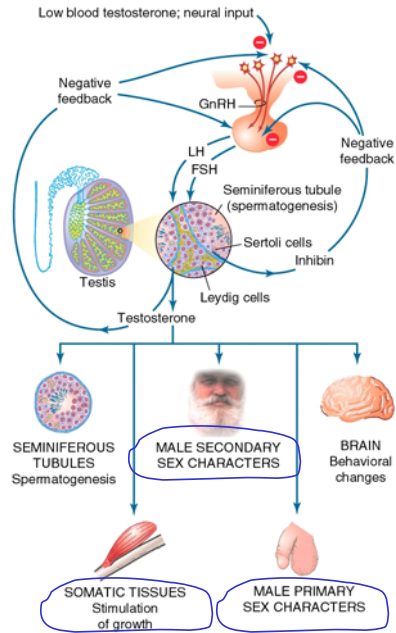 Low blood testosterone; neural input
Negative
feedback
GnRH
Negative
feedback
LH
FSH
Seminiferous tubule
(spermatogenesis)
Sertoli cells
Inhibin
Testis
Leydig cells
Testosterone
SEMINIFEROUS
TUBULES
Spermatogenesis
MALE SECONDARY
SEX CHARACTERS
BRAIN
Behavioral
changes
SOMATIC TISSUES
Stimulation
of growth
MALE PRIMARY
SEX CHARACTERS